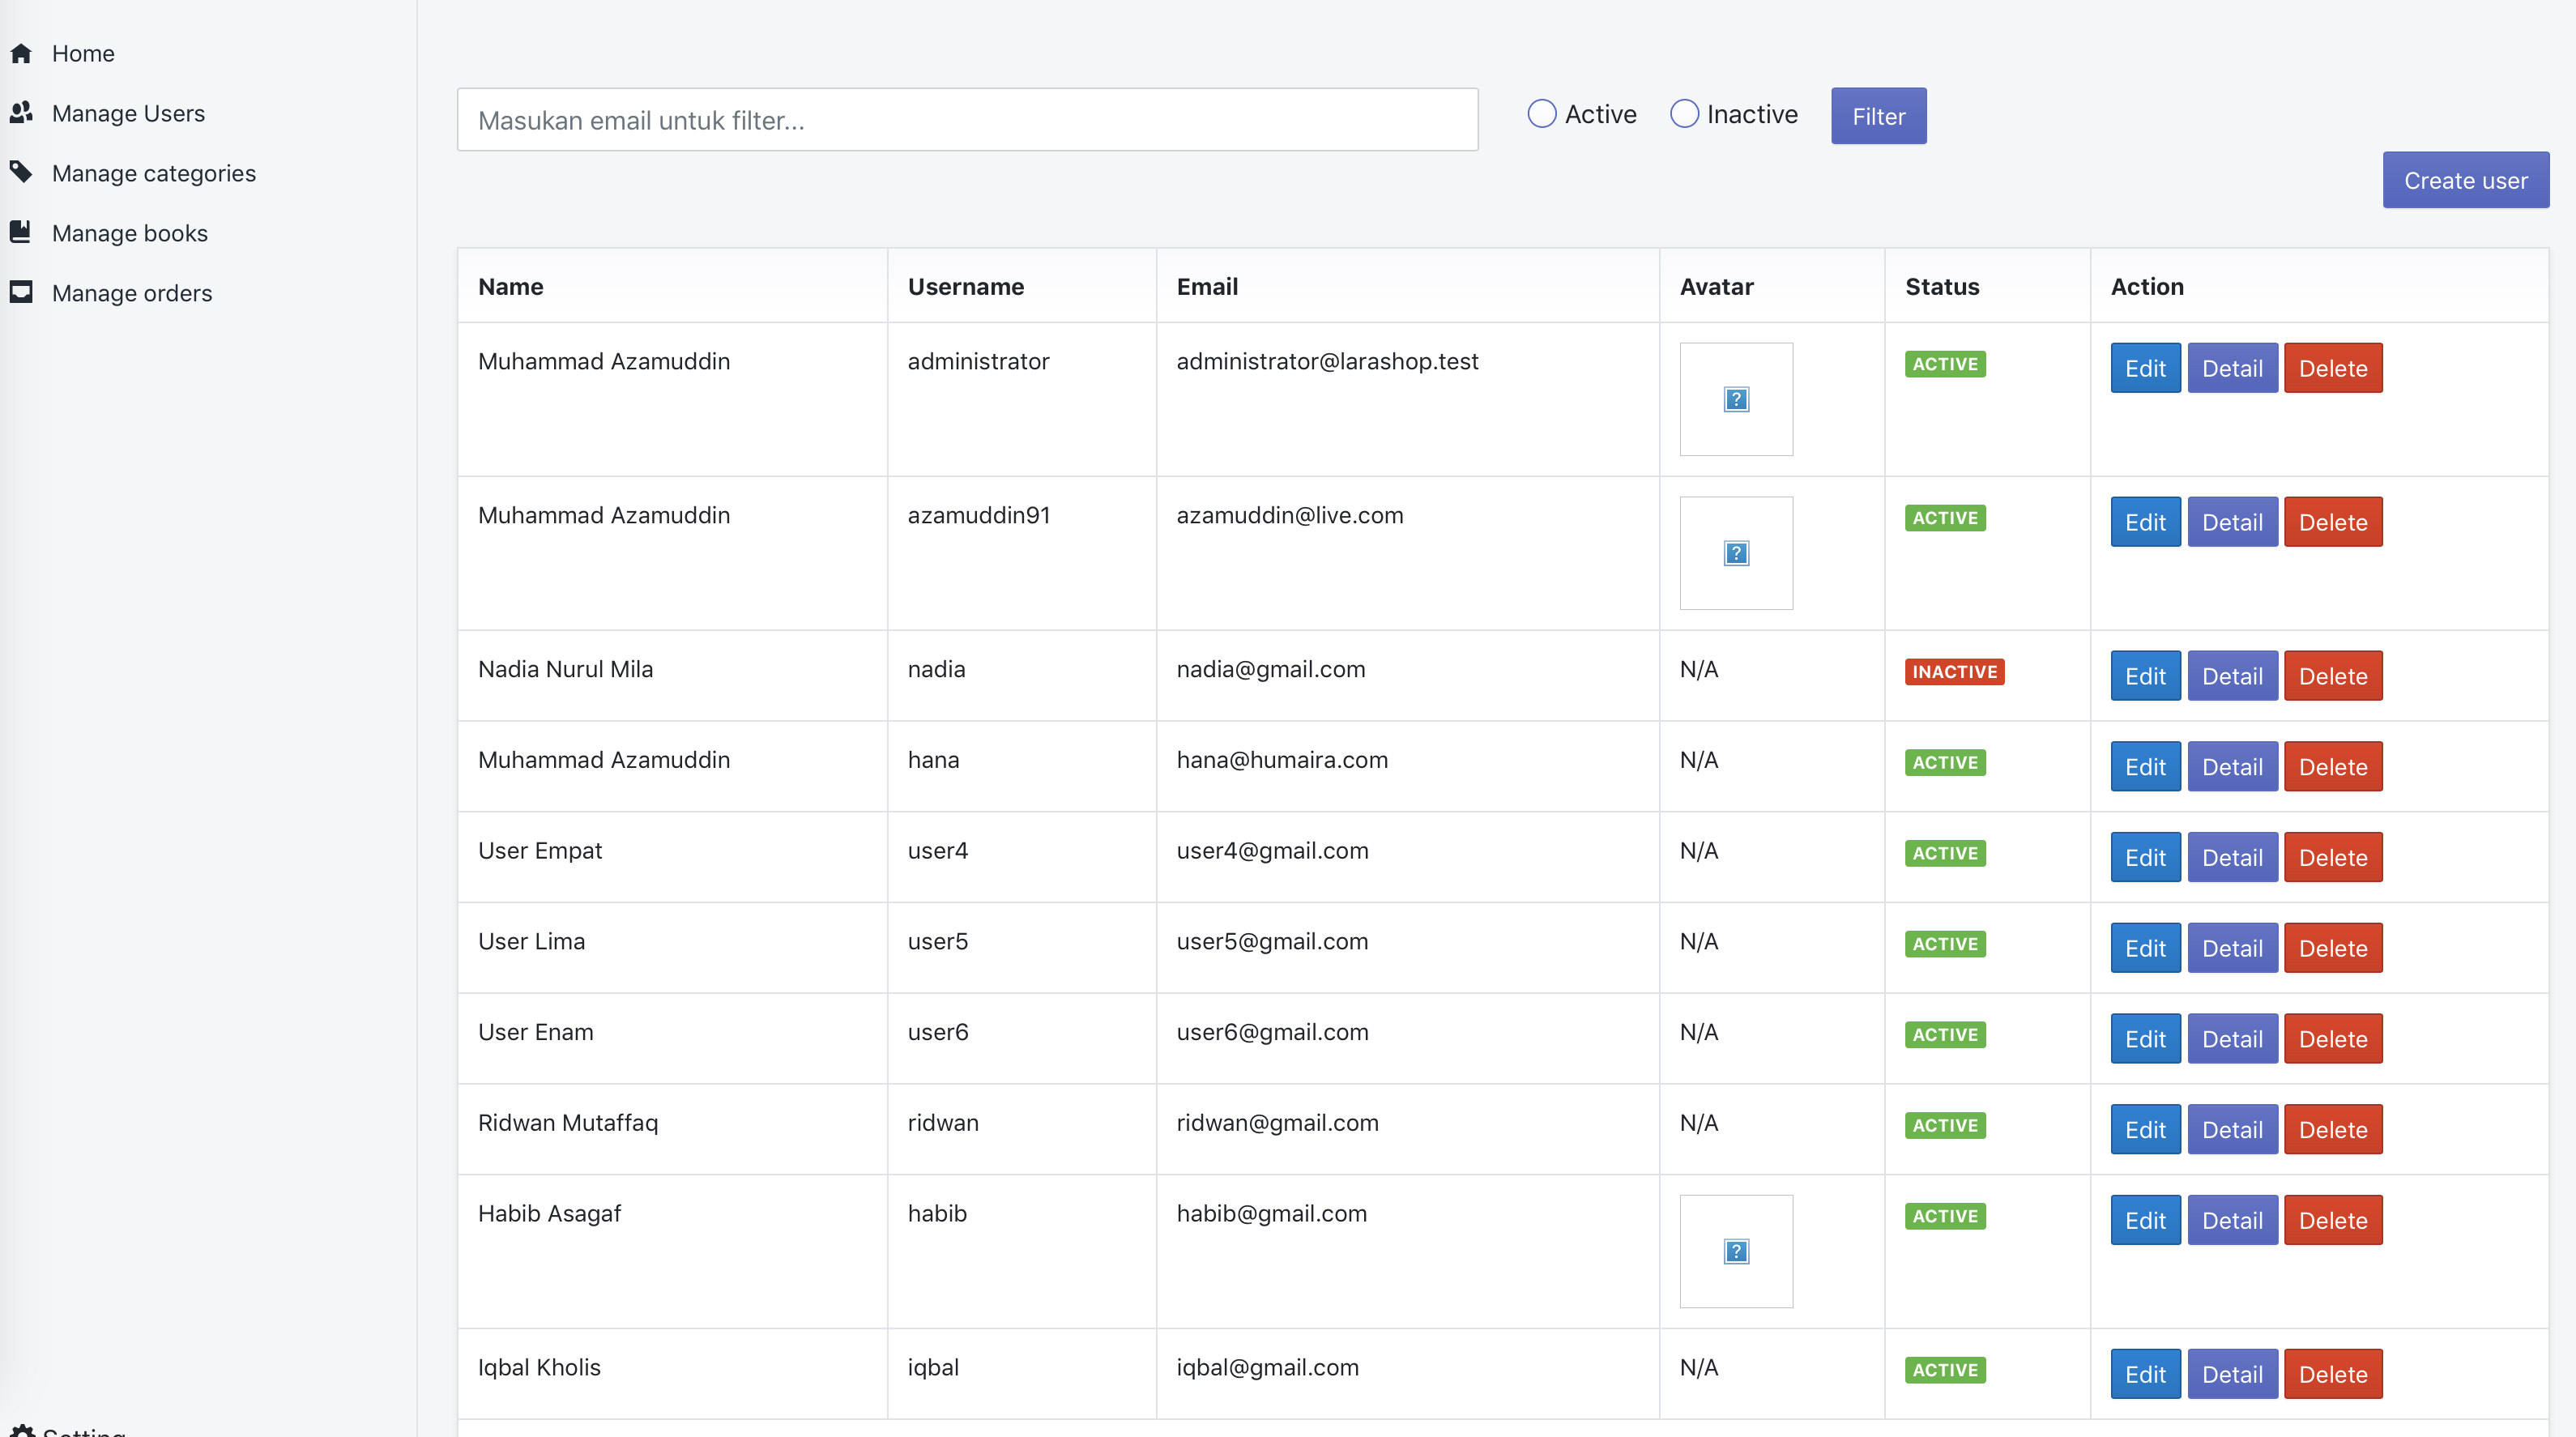 Home
Manage Users
Manage categories
Manage books
Manage orders
Setting
Masukan email untuk filter...
Active Inactive Filter
Create user
Name Username Email Avatar Status Action
Muhammad Azamuddin administrator administrator@larashop.test ACTIVE Edit Detail Delete
Muhammad Azamuddin azamuddin91 azamuddin@live.com ACTIVE Edit Detail Delete
Nadia Nurul Mila nadia nadia@gmail.com N/A INACTIVE Edit Detail Delete
Muhammad Azamuddin hana hana@humaira.com N/A ACTIVE Edit Detail Delete
User Empat user4 user4@gmail.com N/A ACTIVE Edit Detail Delete
User Lima user5 user5@gmail.com N/A ACTIVE Edit Detail Delete
User Enam user6 user6@gmail.com N/A ACTIVE Edit Detail Delete
Ridwan Mutaffaq ridwan ridwan@gmail.com N/A ACTIVE Edit Detail Delete
Habib Asagaf habib habib@gmail.com ACTIVE Edit Detail Delete
Iqbal Kholis iqbal iqbal@gmail.com N/A ACTIVE Edit Detail Delete